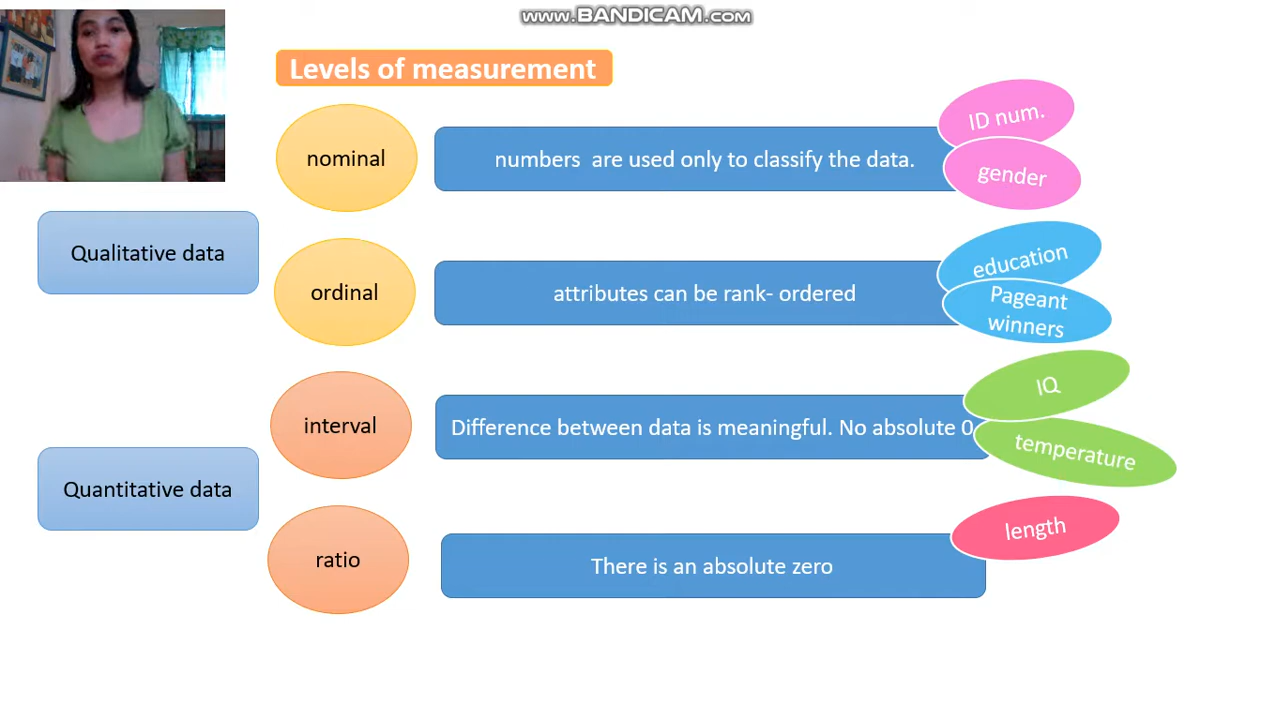 www.BANDICAM.com
Levels of measurement
nominal
numbers are used only to classify the data.
ID num.
gender
Qualitative data
ordinal
attributes can be rank- ordered
education
Pageant
winners
interval
Difference between data is meaningful. No absolute 0
IQ
temperature
Quantitative data
ratio
There is an absolute zero
length